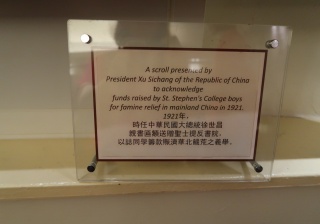 A scroll presented by
President Xu Sichang of the Republic of China
to acknowledge
funds raised by St. Stephen's College boys
for famine relief in mainland China in 1921.
1921年,
時任中華民國大總統徐世昌
親書匾額送贈聖士提反書院,
以誌同學善款賑濟華北饑荒之義舉。